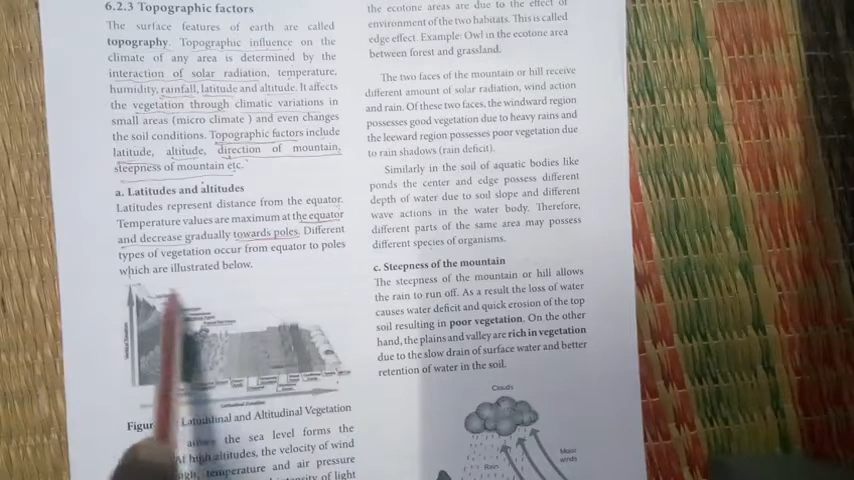 6.2.3 Topographic factors
The surface features of earth are called
topography. Topographic influence on the
climate of any area is determined by the
interaction of solar radiation, temperature,
humidity, rainfall, latitude and altitude. It affects
the vegetation through climatic variations in
small areas (micro climate ) and even changes
the soil conditions. Topographic factors include
latitude, altitude, direction of mountain,
steepness of mountain etc.
a. Latitudes and altitudes
Latitudes represent distance from the equator.
Temperature values are maximum at the equator
and decrease gradually towards poles. Different
types of vegetation occur from equator to poles
which are illustrated below.
Latitudinal and Altitudinal Vegetation
the sea level forms the
altitudes, the velocity of wind
temperature and air pressure
of light
the ecotone areas are due to the effect of
environment of the two habitats. This is called
edge effect. Example: Owl in the ecotone area
between forest and grassland.
The two faces of the mountain or hill receive
different amount of solar radiation, wind action
and rain. Of these two faces, the windward region
possesses good vegetation due to heavy rains and
the leeward region possesses poor vegetation due
to rain shadows (rain deficit).
Similarly in the soil of aquatic bodies like
ponds the center and edge possess different
depth of water due to soil slope and different
wave actions in the water body. Therefore,
different parts of the same area may possess
different species of organisms.
c. Steepness of the mountain
The steepness of the mountain or hill allows
the rain to run off. As a result the loss of water
causes water deficit and quick erosion of the top
soil resulting in poor vegetation. On the other
hand, the plains and valley are rich in vegetation
due to the slow drain of surface water and better
retention of water in the soil.
Clouds
Rain
Moist
winds